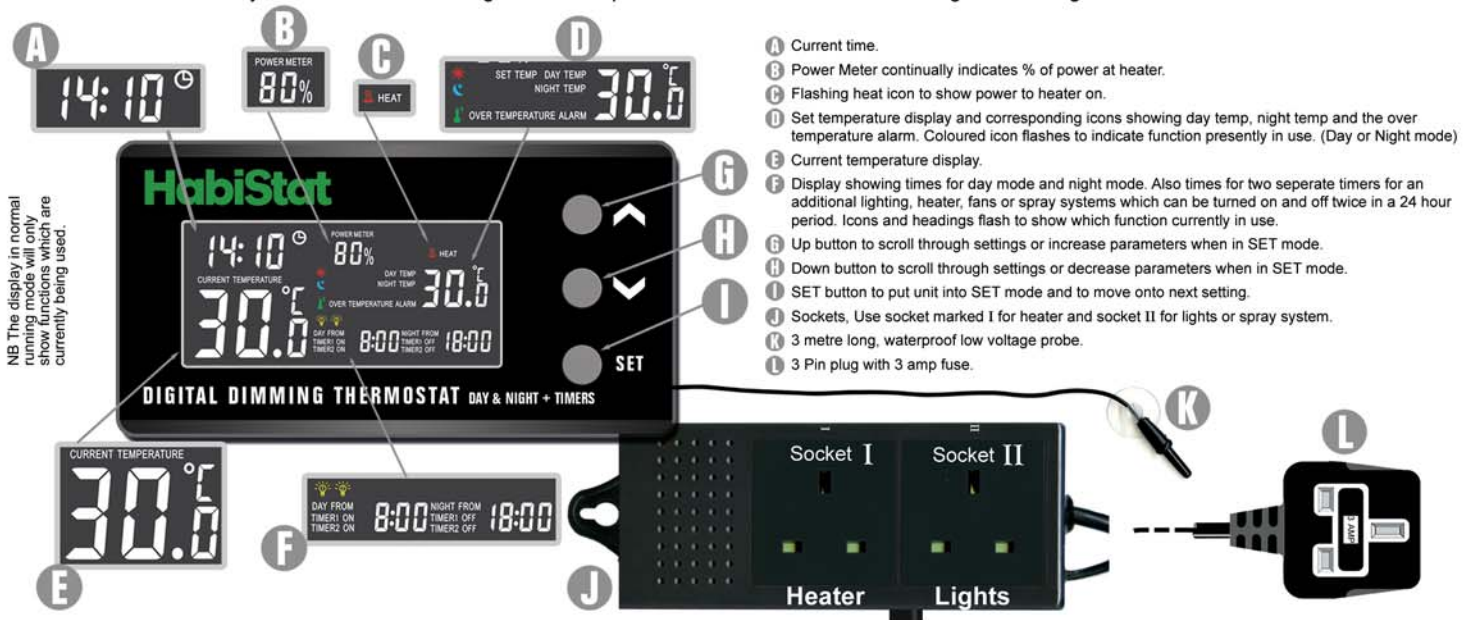 A
14:10
B
POWER METER
80%
C
HEAT
D
SET TEMP DAY TEMP
NIGHT TEMP
OVER TEMPERATURE ALARM
30.0 °C
HabiStat
14:10
CURRENT TEMPERATURE
30.0 °C
POWER METER
80%
HEAT
DAY TEMP
NIGHT TEMP
OVER TEMPERATURE ALARM
30.0 °C
DAY FROM
TIMER1 ON
TIMER2 ON
8:00
NIGHT FROM
TIMER1 OFF
TIMER2 OFF
18:00
SET
DIGITAL DIMMING THERMOSTAT DAY & NIGHT + TIMERS
G
H
I
NB The display in normal
running mode will only
show functions which are
currently being used.
A Current time.
B Power Meter continually indicates % of power at heater.
C Flashing heat icon to show power to heater on.
D Set temperature display and corresponding icons showing day temp, night temp and the over
temperature alarm. Coloured icon flashes to indicate function presently in use. (Day or Night mode)
E Current temperature display.
F Display showing times for day mode and night mode. Also times for two seperate timers for an
additional lighting, heater, fans or spray systems which can be turned on and off twice in a 24 hour
period. Icons and headings flash to show which function currently in use.
G Up button to scroll through settings or increase parameters when in SET mode.
H Down button to scroll through settings or decrease parameters when in SET mode.
I SET button to put unit into SET mode and to move onto next setting.
J Sockets, Use socket marked I for heater and socket II for lights or spray system.
K 3 metre long, waterproof low voltage probe.
L 3 Pin plug with 3 amp fuse.
CURRENT TEMPERATURE
30.0 °C
E
DAY FROM
TIMER1 ON
TIMER2 ON
8:00
NIGHT FROM
TIMER1 OFF
TIMER2 OFF
18:00
F
J
I
II
Socket I
Socket II
Heater
Lights
K
L
3 AMP